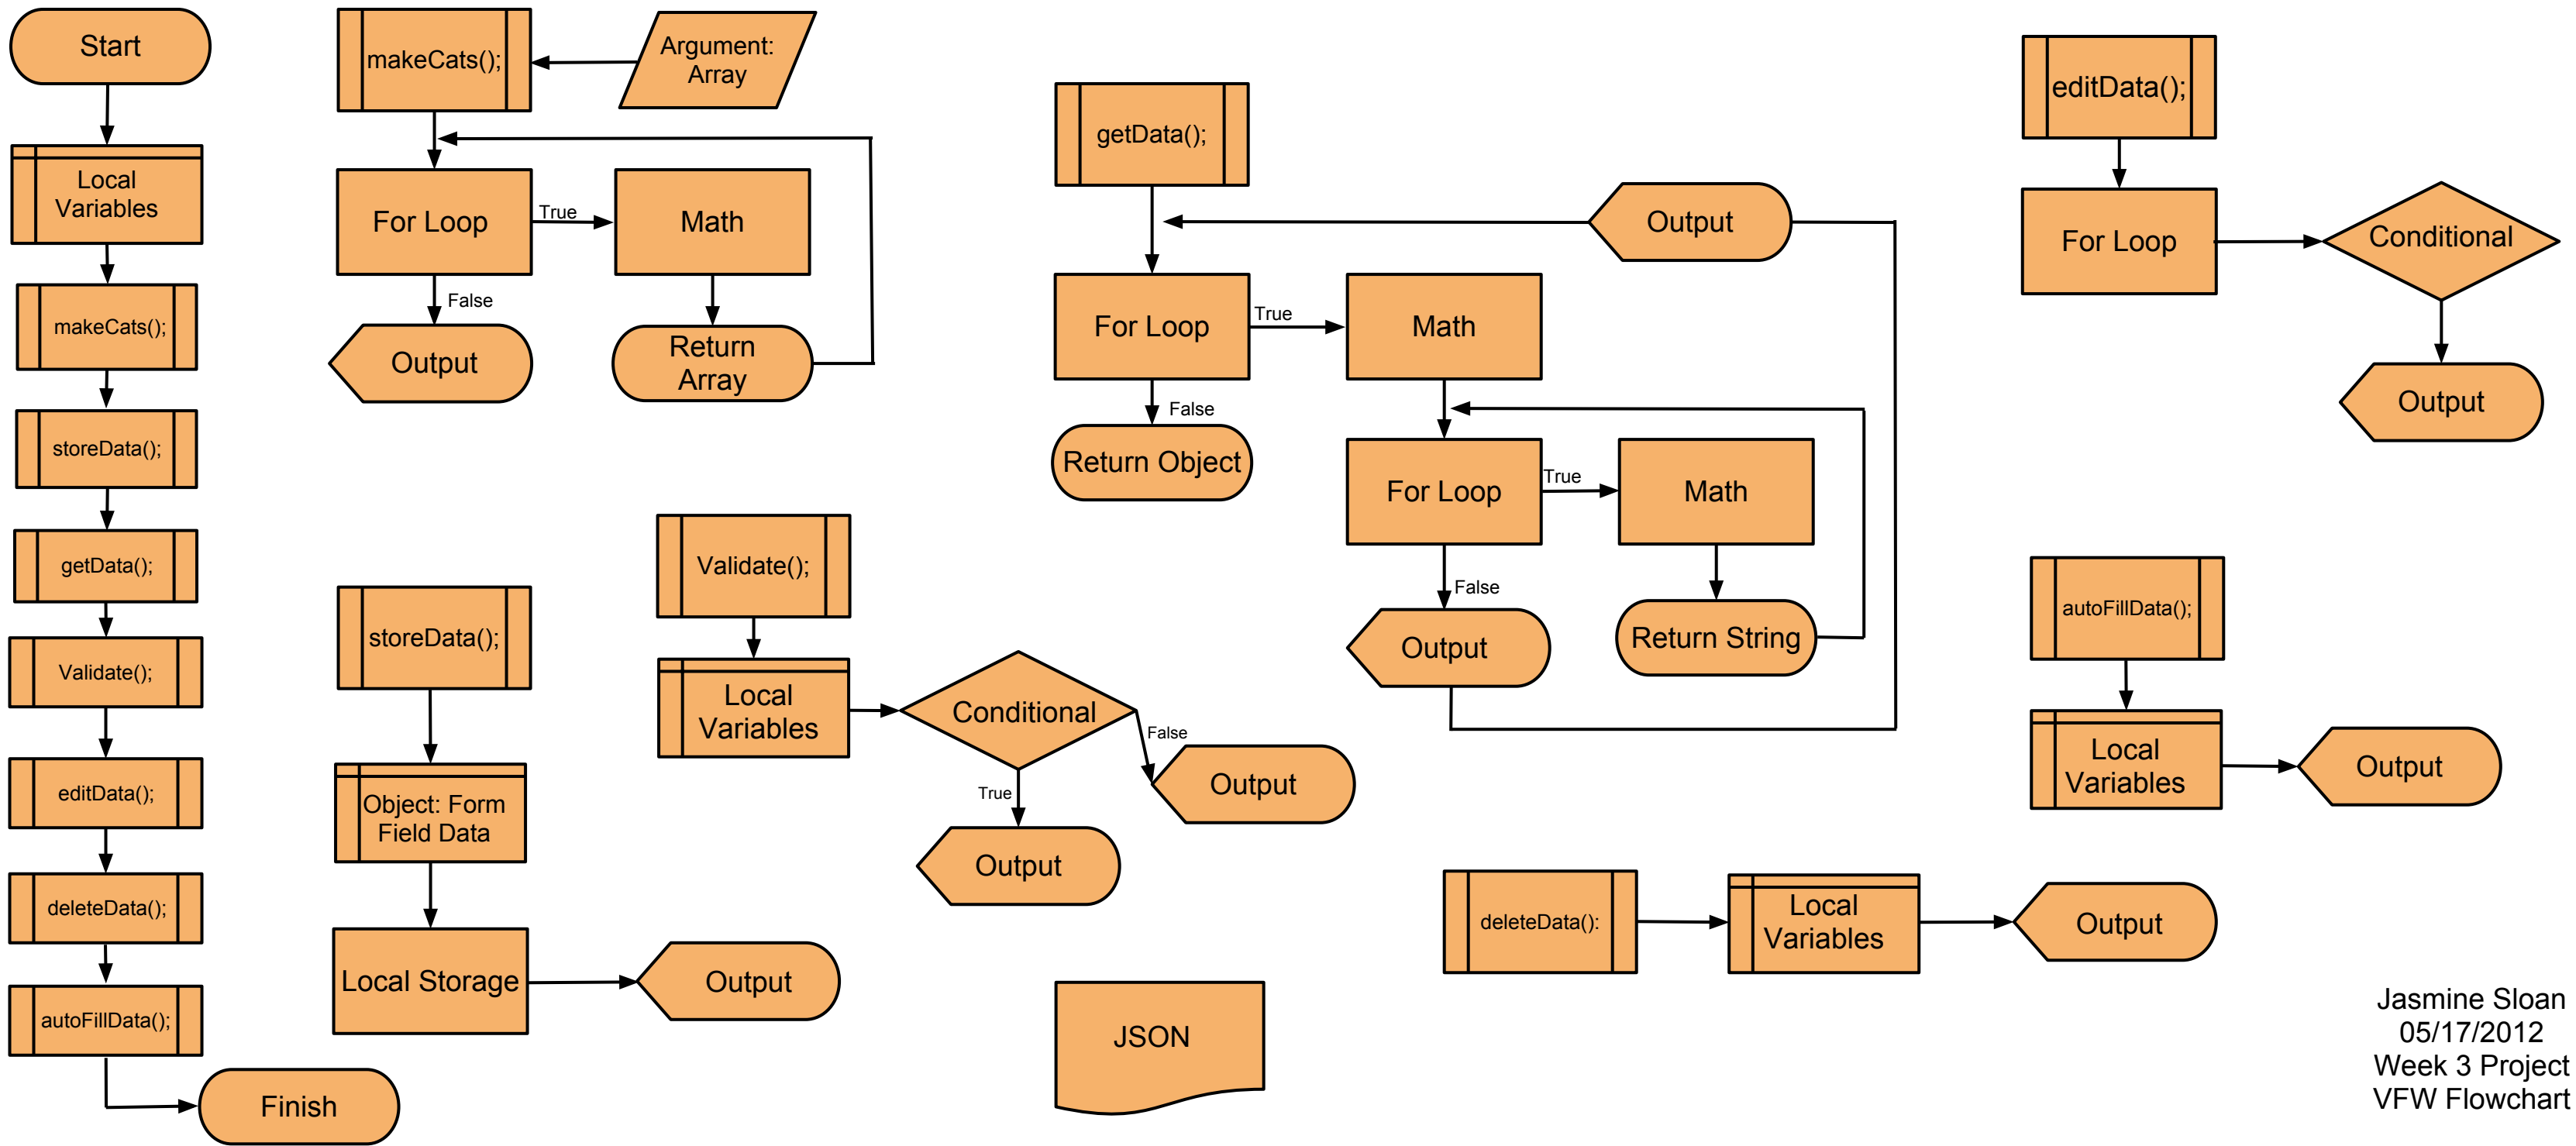 Start
Local
Variables
makeCats();
storeData();
getData();
Validate();
editData();
deleteData();
autoFillData();
Finish
makeCats();
Argument:
Array
For Loop
True
Math
False
Output
Return
Array
storeData();
Object: Form
Field Data
Local Storage
Output
Validate();
Local
Variables
Conditional
False
Output
True
Output
getData();
Output
For Loop
True
Math
False
Return Object
For Loop
True
Math
False
Output
Return String
JSON
editData();
For Loop
Conditional
Output
autoFillData();
Local
Variables
Output
deleteData():
Local
Variables
Output
Jasmine Sloan
05/17/2012
Week 3 Project
VFW Flowchart